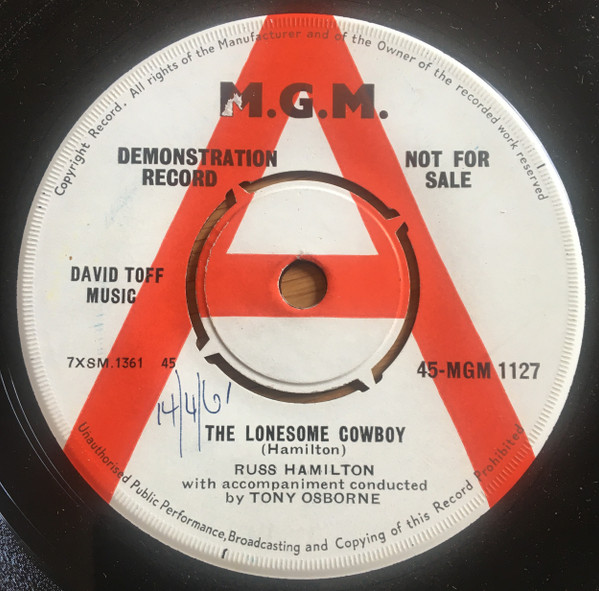 Copyright Record. All rights of the Manufacturer and of the Owner of the recorded work reserved
M.G.M.
DEMONSTRATION
RECORD
NOT FOR
SALE
DAVID TOFF
MUSIC
7XSM.1361 45
45-MGM 1127
14/4/61
THE LONESOME COWBOY
(Hamilton)
RUSS HAMILTON
with accompaniment conducted
by TONY OSBORNE
Unauthorised Public Performance, Broadcasting and Copying of this Record Prohibited